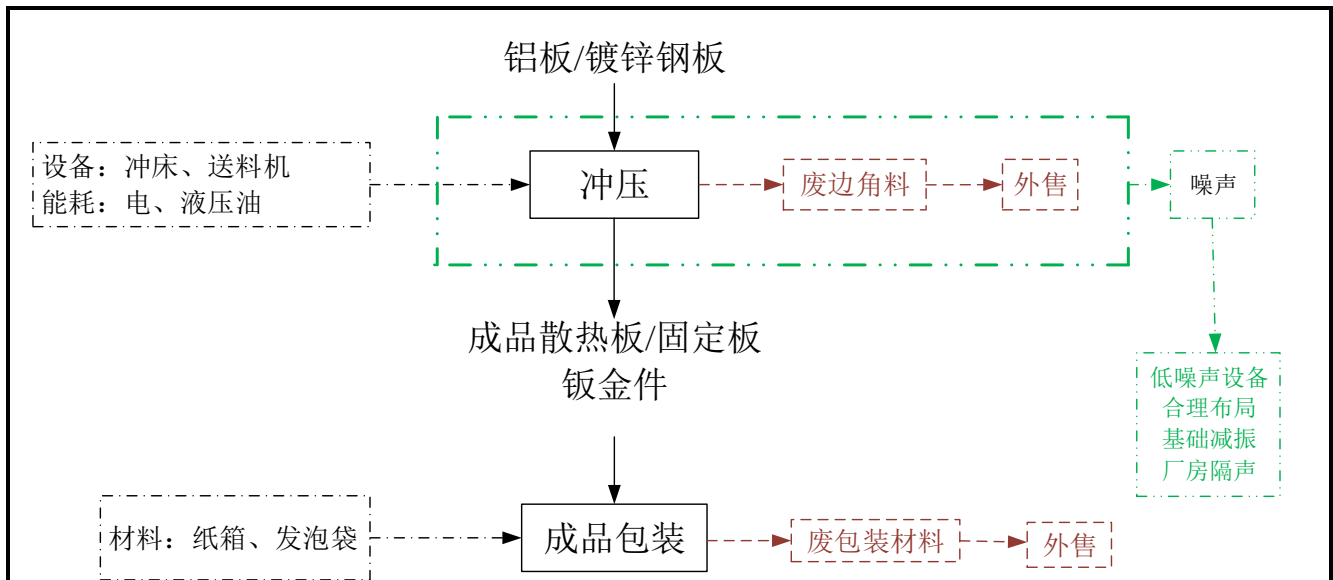 铝板/镀锌钢板
设备：冲床、送料机
能耗：电、液压油
冲压
废边角料
外售
噪声
成品散热板/固定板
钣金件
低噪声设备
合理布局
基础减振
厂房隔声
材料：纸箱、发泡袋
成品包装
废包装材料
外售